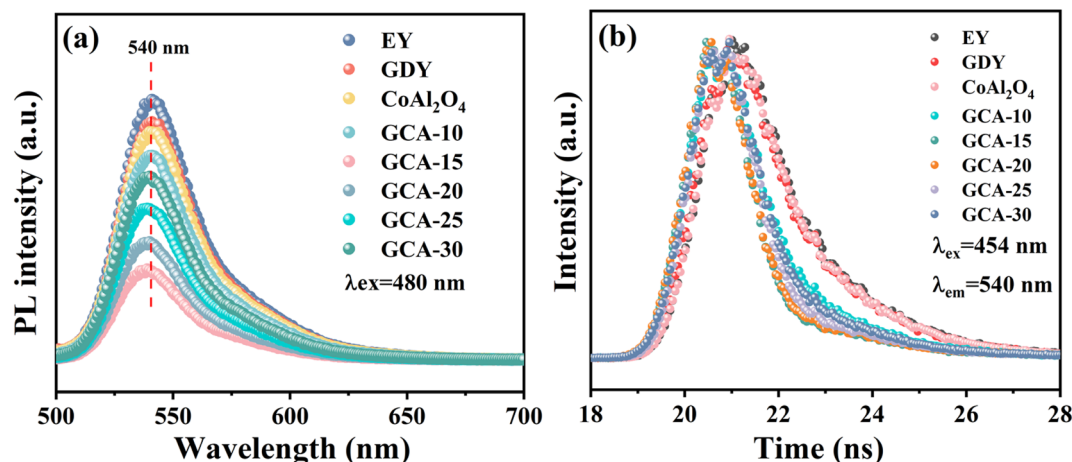 (a)
540 nm
EY
GDY
CoAl₂O₄
GCA-10
GCA-15
GCA-20
GCA-25
GCA-30
λex=480 nm
PL intensity (a.u.)
500 550 600 650 700
Wavelength (nm)
(b)
EY
GDY
CoAl₂O₄
GCA-10
GCA-15
GCA-20
GCA-25
GCA-30
λₑₓ=454 nm
λₑₘ=540 nm
Intensity (a.u.)
18 20 22 24 26 28
Time (ns)